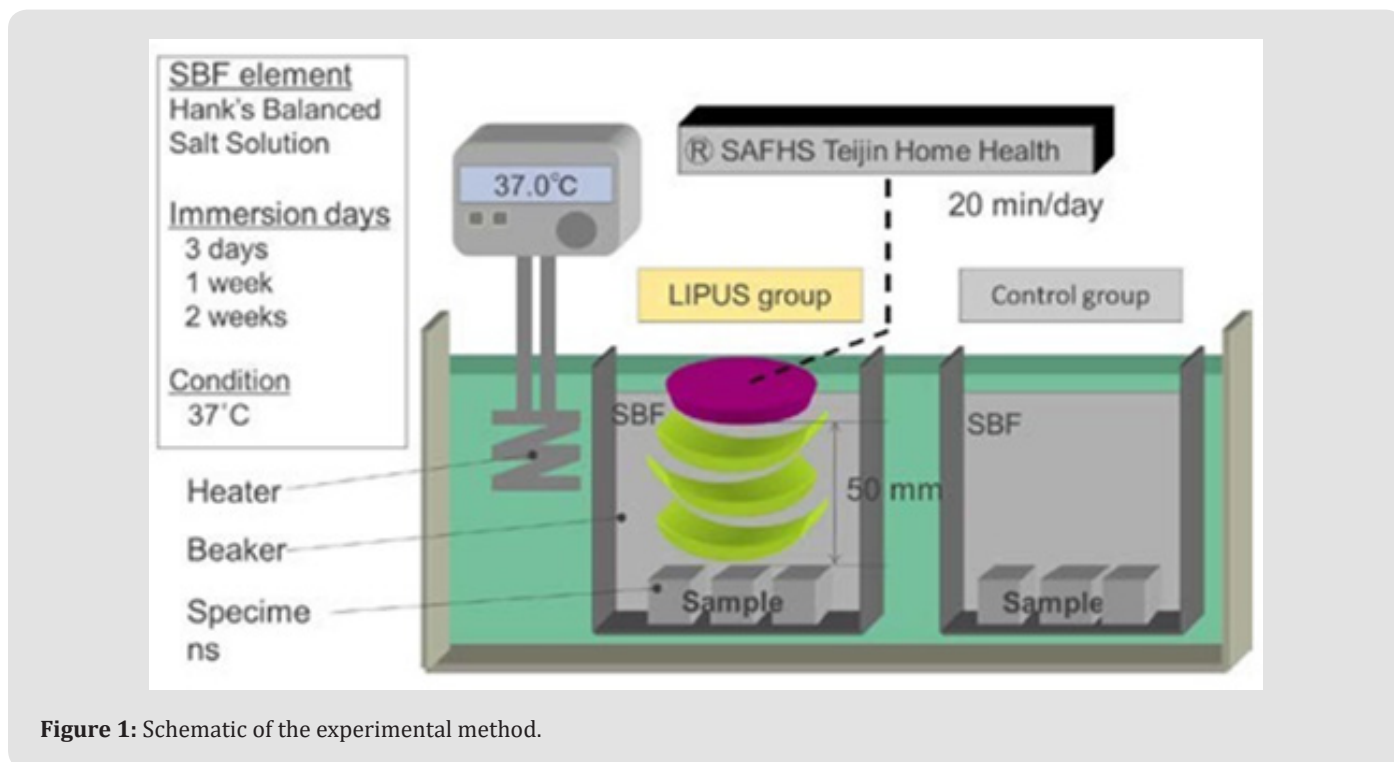 SBF element
Hank's Balanced
Salt Solution
Immersion days
3 days
1 week
2 weeks
Condition
37°C
37.0°C
Ⓡ SAFHS Teijin Home Health
20 min/day
LIPUS group
Control group
SBF
SBF
50 mm
Heater
Beaker
Specime
ns
Sample
Sample
Figure 1: Schematic of the experimental method.